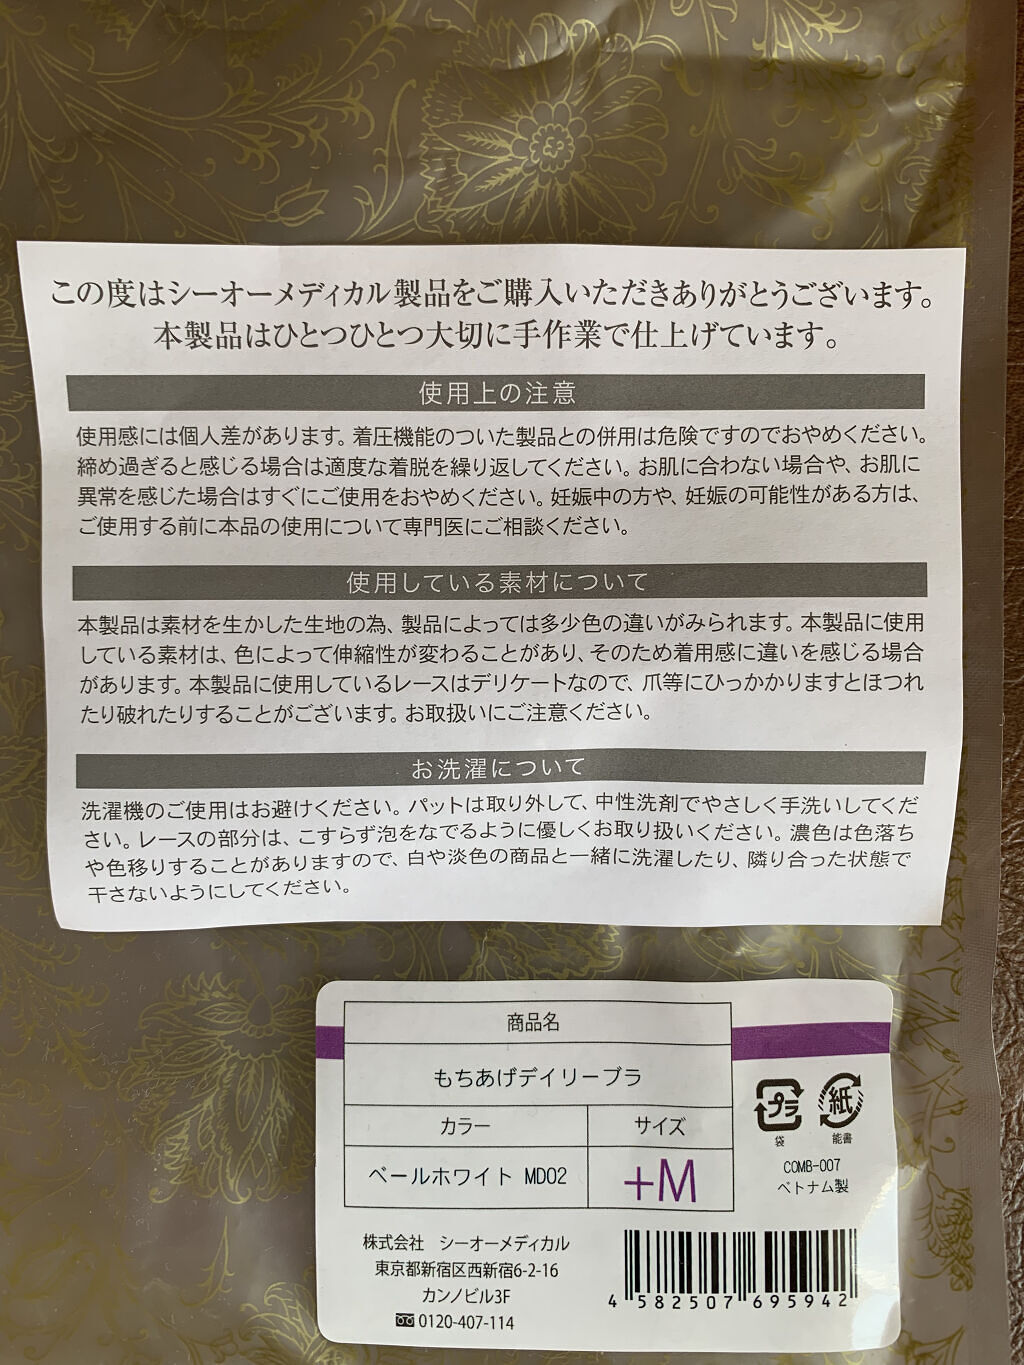 この度はシーオーメディカル製品をご購入いただきありがとうございます。
本製品はひとつひとつ大切に手作業で仕上げています。
使用上の注意
使用感には個人差があります。着圧機能のついた製品との併用は危険ですのでおやめください。
締め過ぎると感じる場合は適度な着脱を繰り返してください。お肌に合わない場合や、お肌に
異常を感じた場合はすぐにご使用をおやめください。妊娠中の方や、妊娠の可能性がある方は、
ご使用する前に本品の使用について専門医にご相談ください。
使用している素材について
本製品は素材を生かした生地の為、製品によっては多少色の違いがみられます。本製品に使用
している素材は、色によって伸縮性が変わることがあり、そのため着用感に違いを感じる場合
があります。本製品に使用しているレースはデリケートなので、爪等にひっかかりますとほつれ
たり破れたりすることがございます。お取扱いにご注意ください。
お洗濯について
洗濯機のご使用はお避けください。パットは取り外して、中性洗剤でやさしく手洗いしてくだ
さい。レースの部分は、こすらず泡をなでるように優しくお取り扱いください。濃色は色落ち
や色移りすることがありますので、白や淡色の商品と一緒に洗濯したり、隣り合った状態で
干さないようにしてください。
商品名
もちあげデイリーブラ
カラー サイズ
ベールホワイト MD02 +M
プラ 紙
袋 能書
COMB-007
ベトナム製
株式会社 シーオーメディカル
東京都新宿区西新宿6-2-16
カンノビル3F
0120-407-114
4 582507 695942